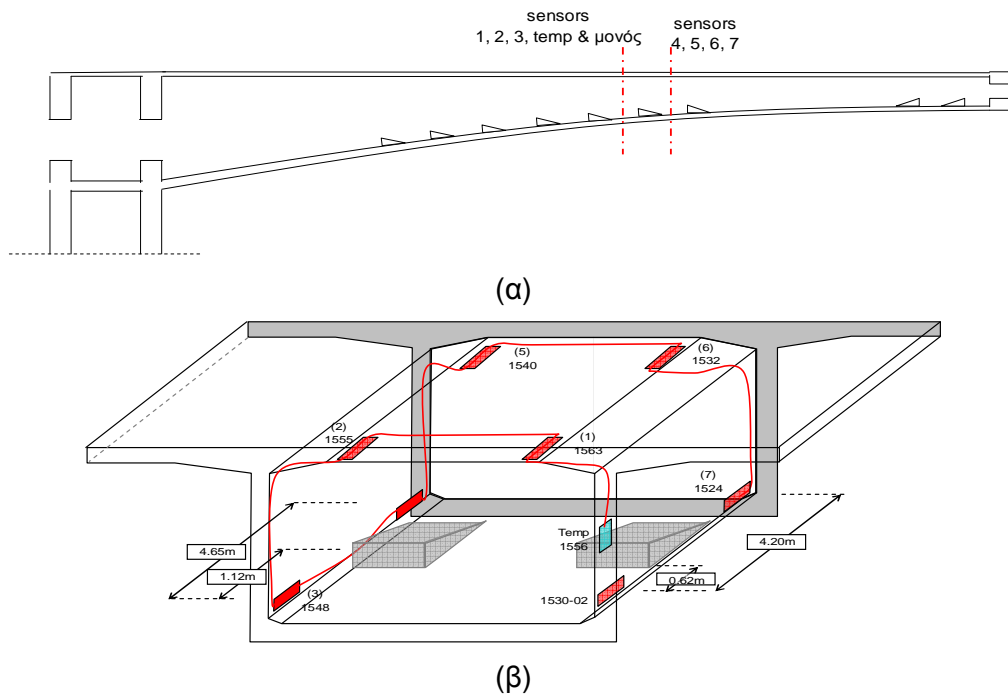 sensors
1, 2, 3, temp & μονός
sensors
4, 5, 6, 7
(α)
(5)
1540
(6)
1532
(2)
1555
(1)
1563
(7)
1524
Temp
1556
4.65m
1.12m
4.20m
0.62m
(3)
1548
1530-02
(β)